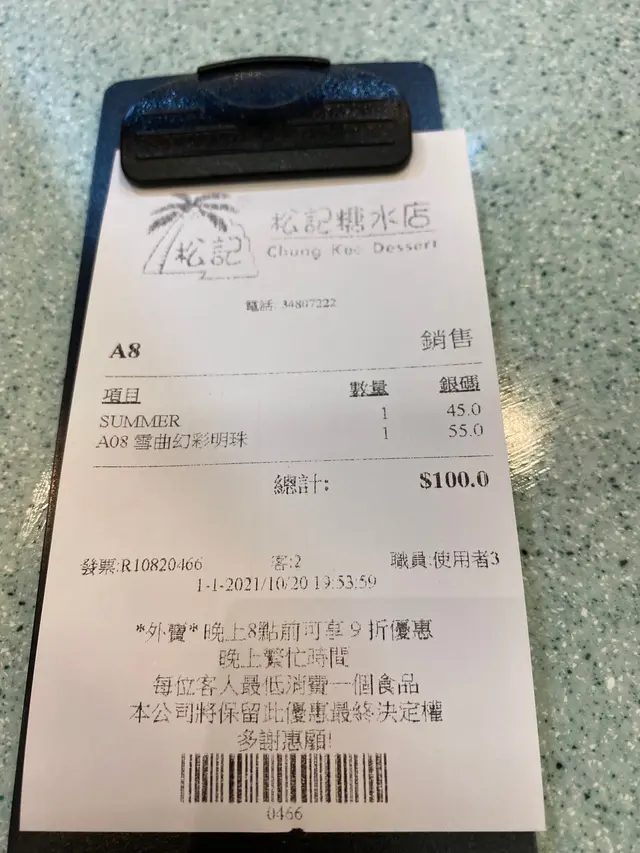 松記
松記糖水店
Chung Kee Dessert
電話: 34807222
A8 銷售
項目 數量 銀碼
SUMMER 1 45.0
A08 雪曲幻彩明珠 1 55.0
總計: $100.0
發票:R10820466 客:2 職員:使用者3
1-1-2021/10/20 19:53:59
*外賣* 晚上8點前可享 9 折優惠
晚上繁忙時間
每位客人最低消費一個食品
本公司將保留此優惠最終決定權
多謝惠顧!
0466